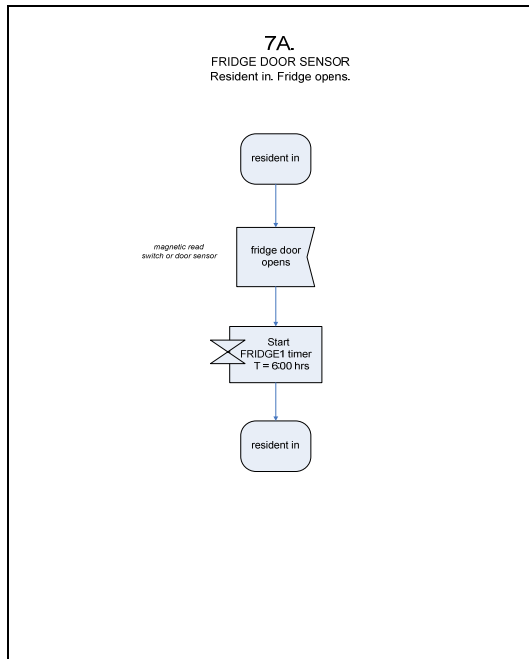 7A.
FRIDGE DOOR SENSOR
Resident in. Fridge opens.
resident in
magnetic read
switch or door sensor
fridge door
opens
Start
FRIDGE1 timer
T = 6:00 hrs
resident in